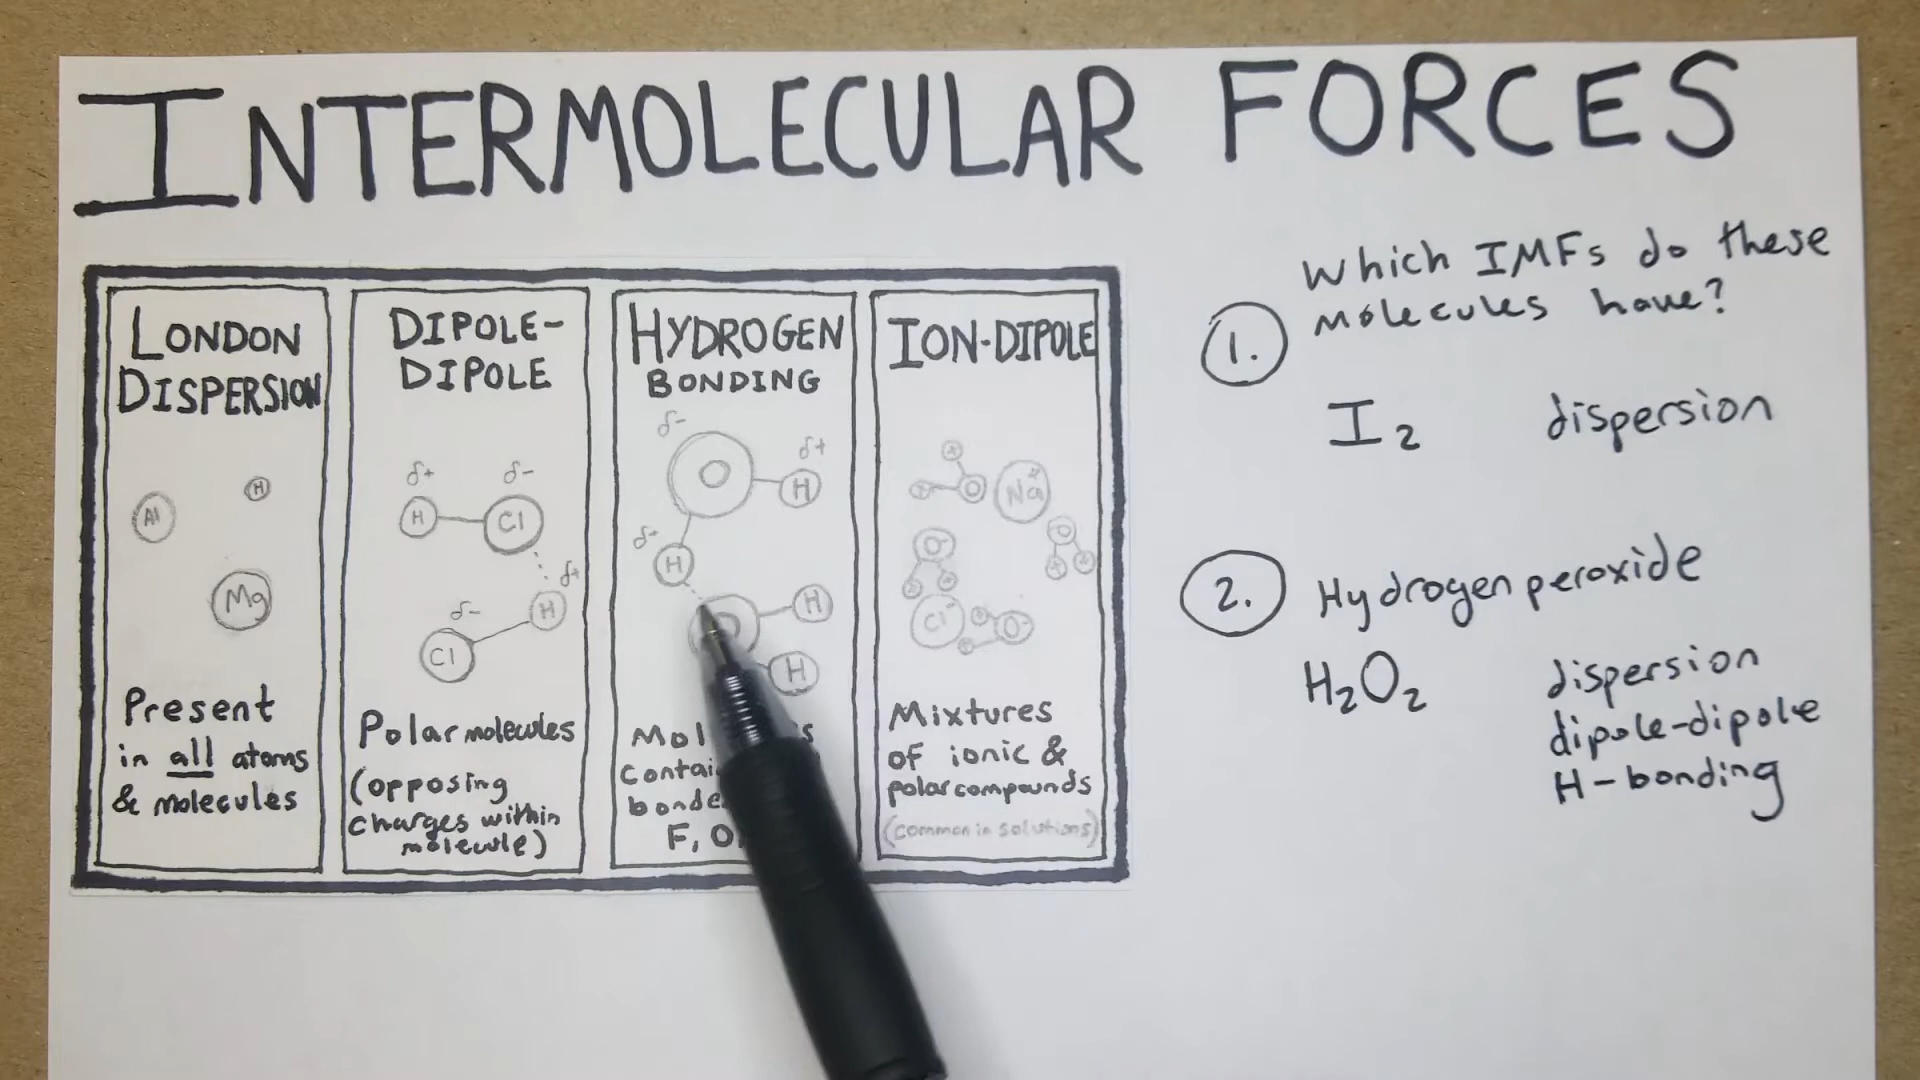 INTERMOLECULAR FORCES
LONDON
DISPERSION
Al
H
Mg
Present
in all atoms
& molecules
DIPOLE-
DIPOLE
δ+ δ-
H Cl
δ+
δ- H
Cl
Polar molecules
(opposing
charges within
molecule)
HYDROGEN
BONDING
δ-
δ+
O H
δ+
H
H
H
bonde
F, O
ION-DIPOLE
+
+ O Na+
O- O
+ + + +
Cl- + O-
+
Mixtures
of ionic &
polar compounds
(common in solutions)
Which IMFs do these
1. molecules have?
I2 dispersion
2. Hydrogen peroxide
H2O2 dispersion
dipole-dipole
H-bonding